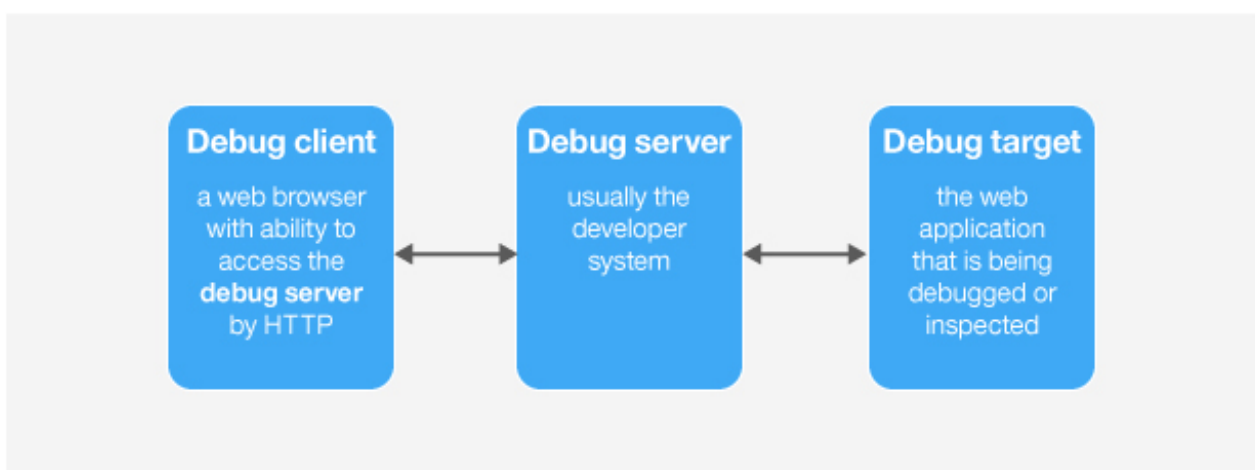 Debug client
a web browser
with ability to
access the
debug server
by HTTP
Debug server
usually the
developer
system
Debug target
the web
application
that is being
debugged or
inspected